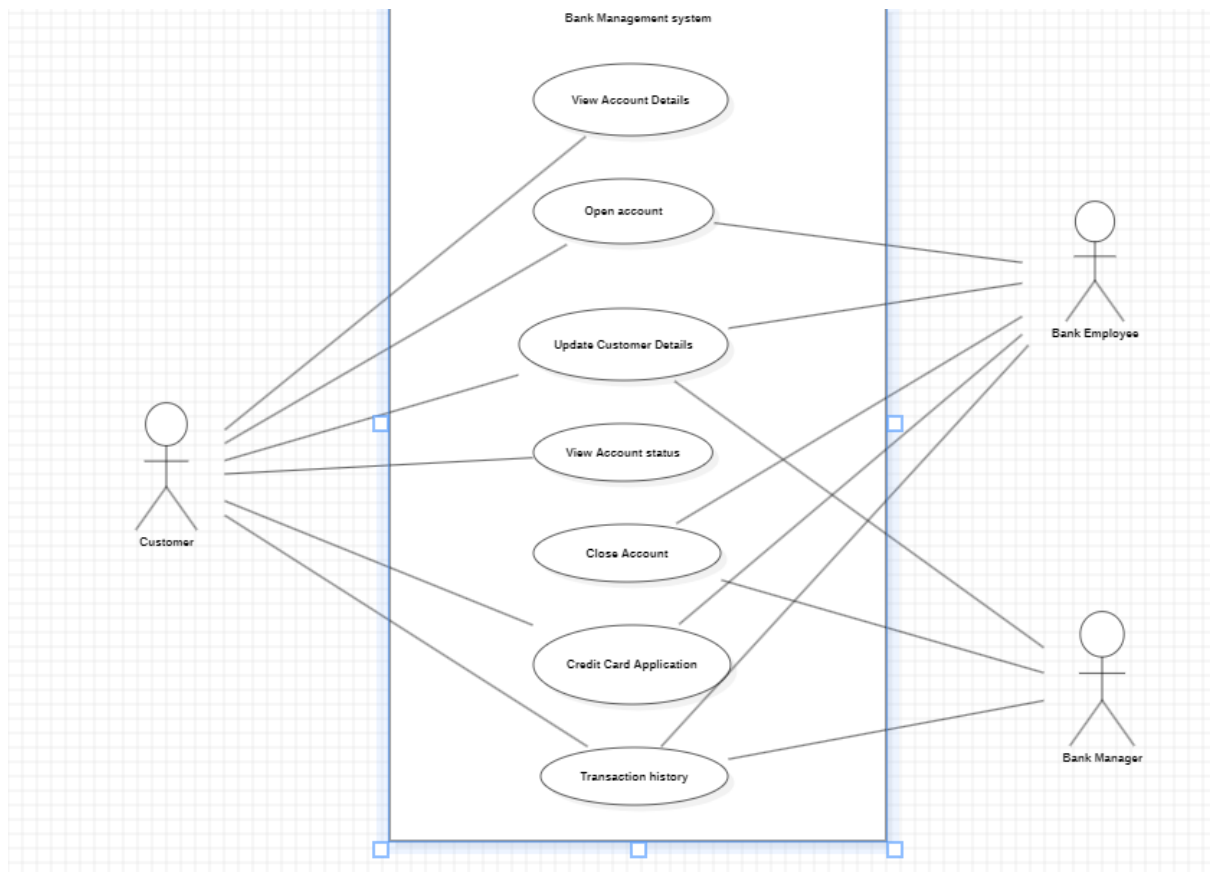 Bank Management system
View Account Details
Open account
Bank Employee
Update Customer Details
View Account status
Customer
Close Account
Credit Card Application
Bank Manager
Transaction history